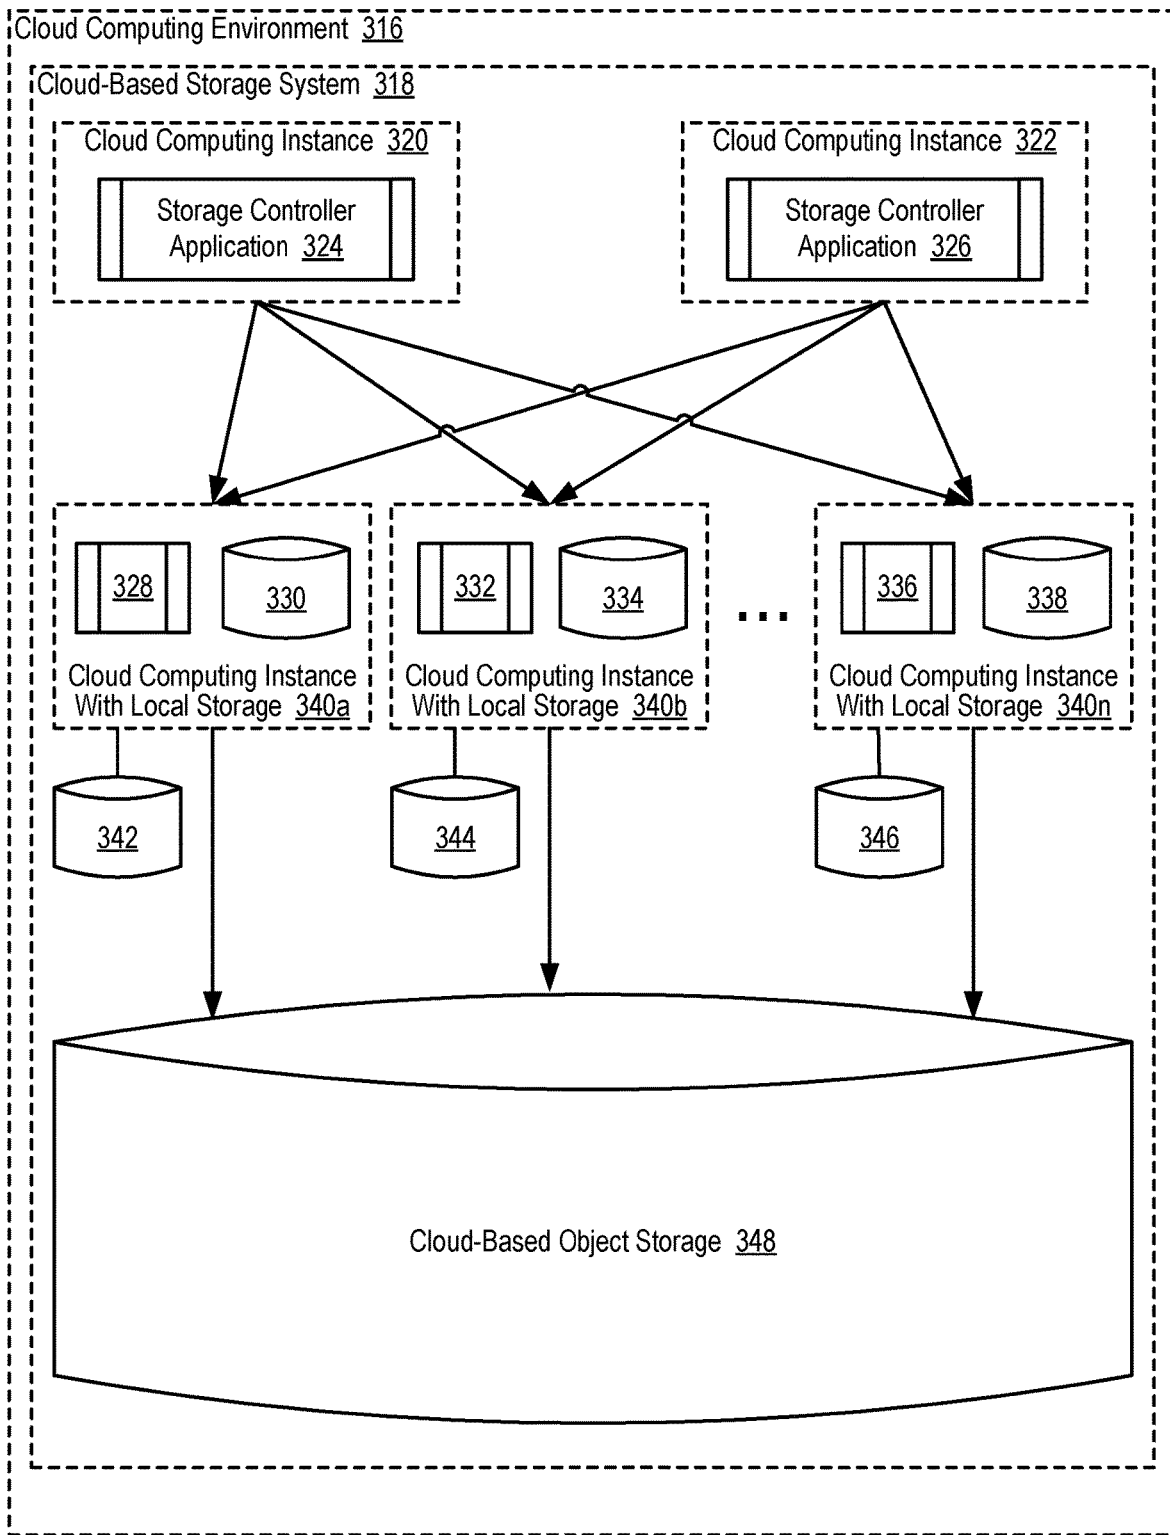 Cloud Computing Environment 316
Cloud-Based Storage System 318
Cloud Computing Instance 320
Storage Controller
Application 324
Cloud Computing Instance 322
Storage Controller
Application 326
328
330
Cloud Computing Instance
With Local Storage 340a
332
334
Cloud Computing Instance
With Local Storage 340b
...
336
338
Cloud Computing Instance
With Local Storage 340n
342
344
346
Cloud-Based Object Storage 348